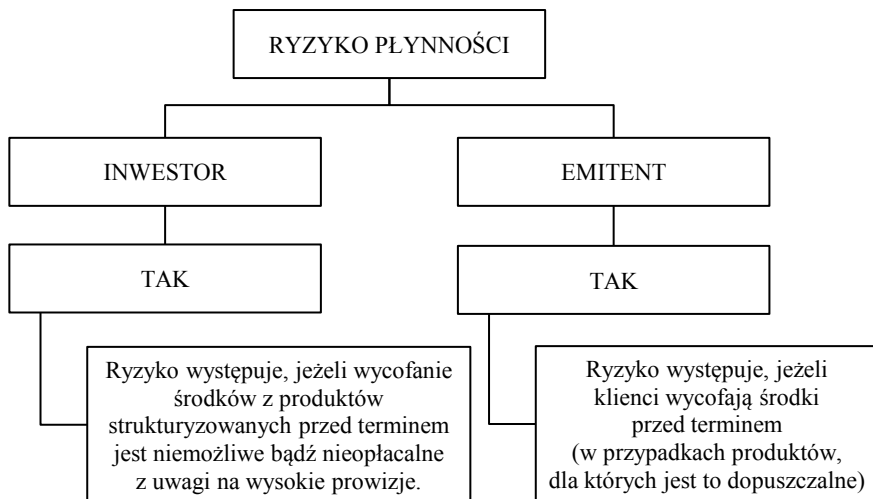 RYZYKO PŁYNNOŚCI
INWESTOR
EMITENT
TAK
TAK
Ryzyko występuje, jeżeli wycofanie
środków z produktów
strukturyzowanych przed terminem
jest niemożliwe bądź nieopłacalne
z uwagi na wysokie prowizje.
Ryzyko występuje, jeżeli
klienci wycofają środki
przed terminem
(w przypadkach produktów,
dla których jest to dopuszczalne)